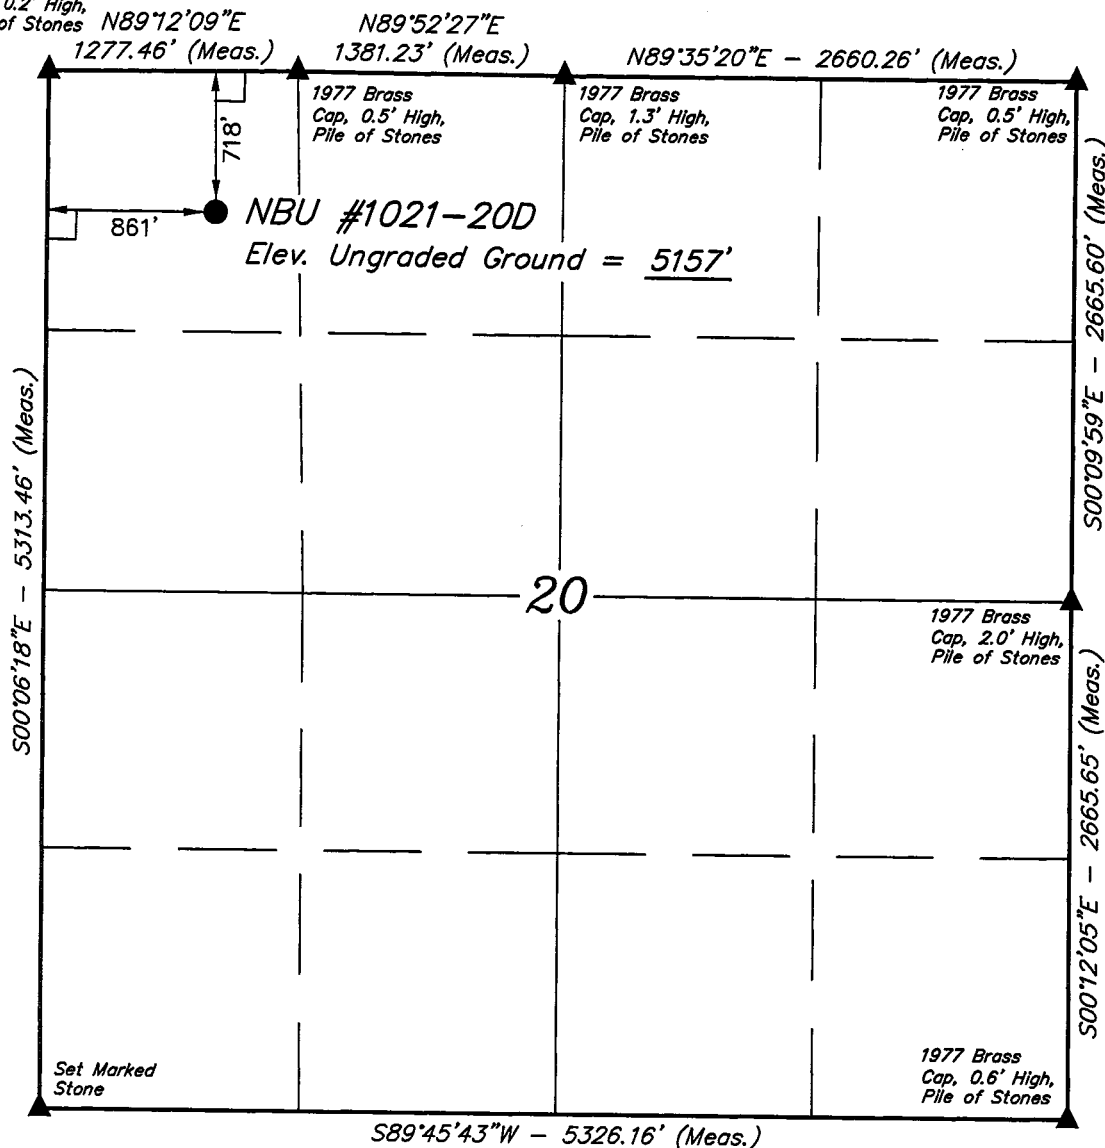 0.2' High,
of Stones
N89°12'09"E
1277.46' (Meas.)
N89°52'27"E
1381.23' (Meas.)
N89°35'20"E - 2660.26' (Meas.)
1977 Brass
Cap, 0.5' High,
Pile of Stones
1977 Brass
Cap, 1.3' High,
Pile of Stones
1977 Brass
Cap, 0.5' High,
Pile of Stones
718'
861'
NBU #1021-20D
Elev. Ungraded Ground = 5157'
S00°09'59"E - 2665.60' (Meas.)
S00°06'18"E - 5313.46' (Meas.)
20
1977 Brass
Cap, 2.0' High,
Pile of Stones
S00°12'05"E - 2665.65' (Meas.)
Set Marked
Stone
1977 Brass
Cap, 0.6' High,
Pile of Stones
S89°45'43"W - 5326.16' (Meas.)